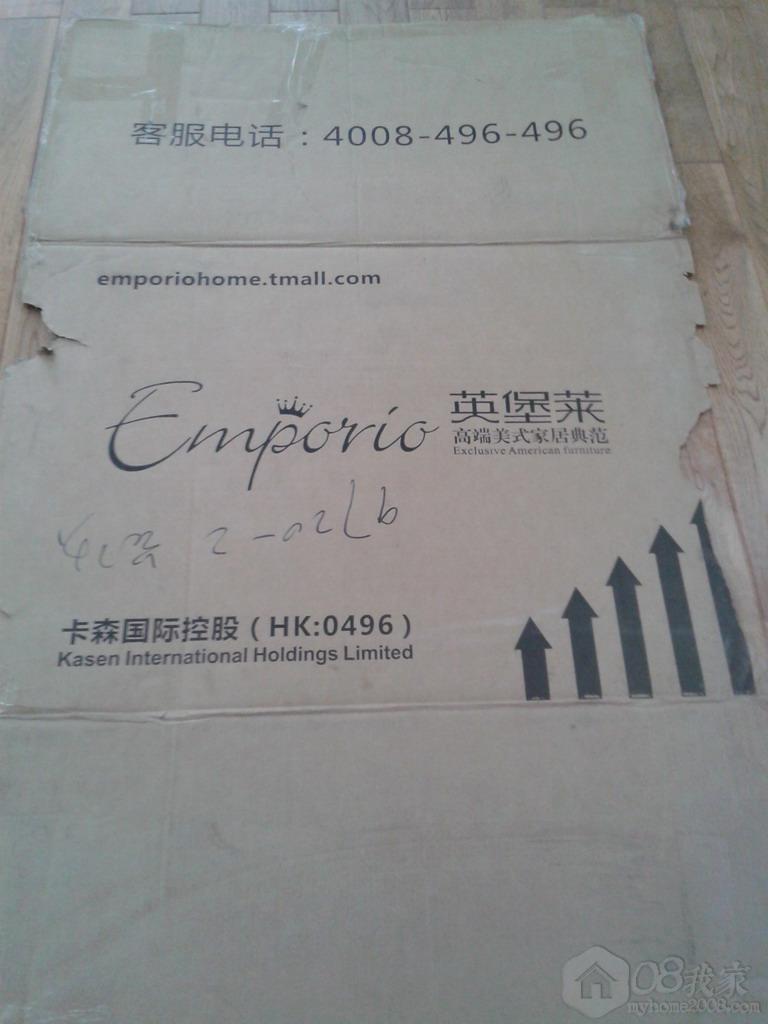 客服电话：4008-496-496
emporiohome.tmall.com
Emporio 英堡莱
高端美式家居典范
Exclusive American furniture
卡森国际控股（HK:0496）
Kasen International Holdings Limited
08我家
myhome2008.com